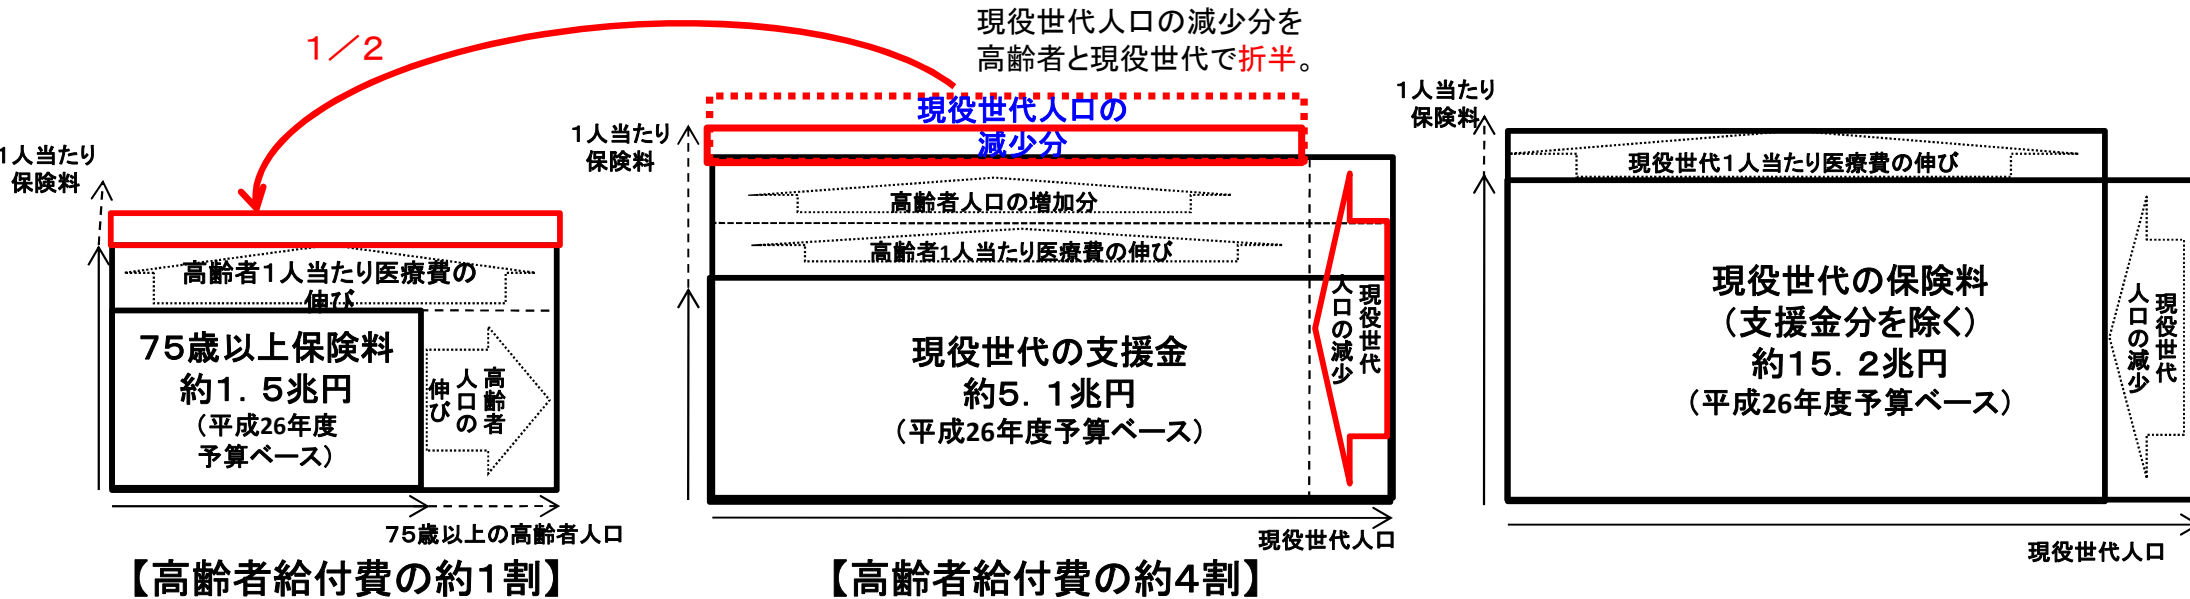 現役世代人口の減少分を
高齢者と現役世代で折半。
1／2
1人当たり
保険料
高齢者1人当たり医療費の
伸び
75歳以上保険料
約1．5兆円
（平成26年度
予算ベース）
高齢者
人口の
伸び
75歳以上の高齢者人口
【高齢者給付費の約1割】
1人当たり
保険料
現役世代人口の
減少分
高齢者人口の増加分
高齢者1人当たり医療費の伸び
現役世代の支援金
約5．1兆円
（平成26年度予算ベース）
現役世代
人口の減少
現役世代人口
【高齢者給付費の約4割】
1人当たり
保険料
現役世代1人当たり医療費の伸び
現役世代の保険料
（支援金分を除く）
約15．2兆円
（平成26年度予算ベース）
現役世代
人口の減少
現役世代人口